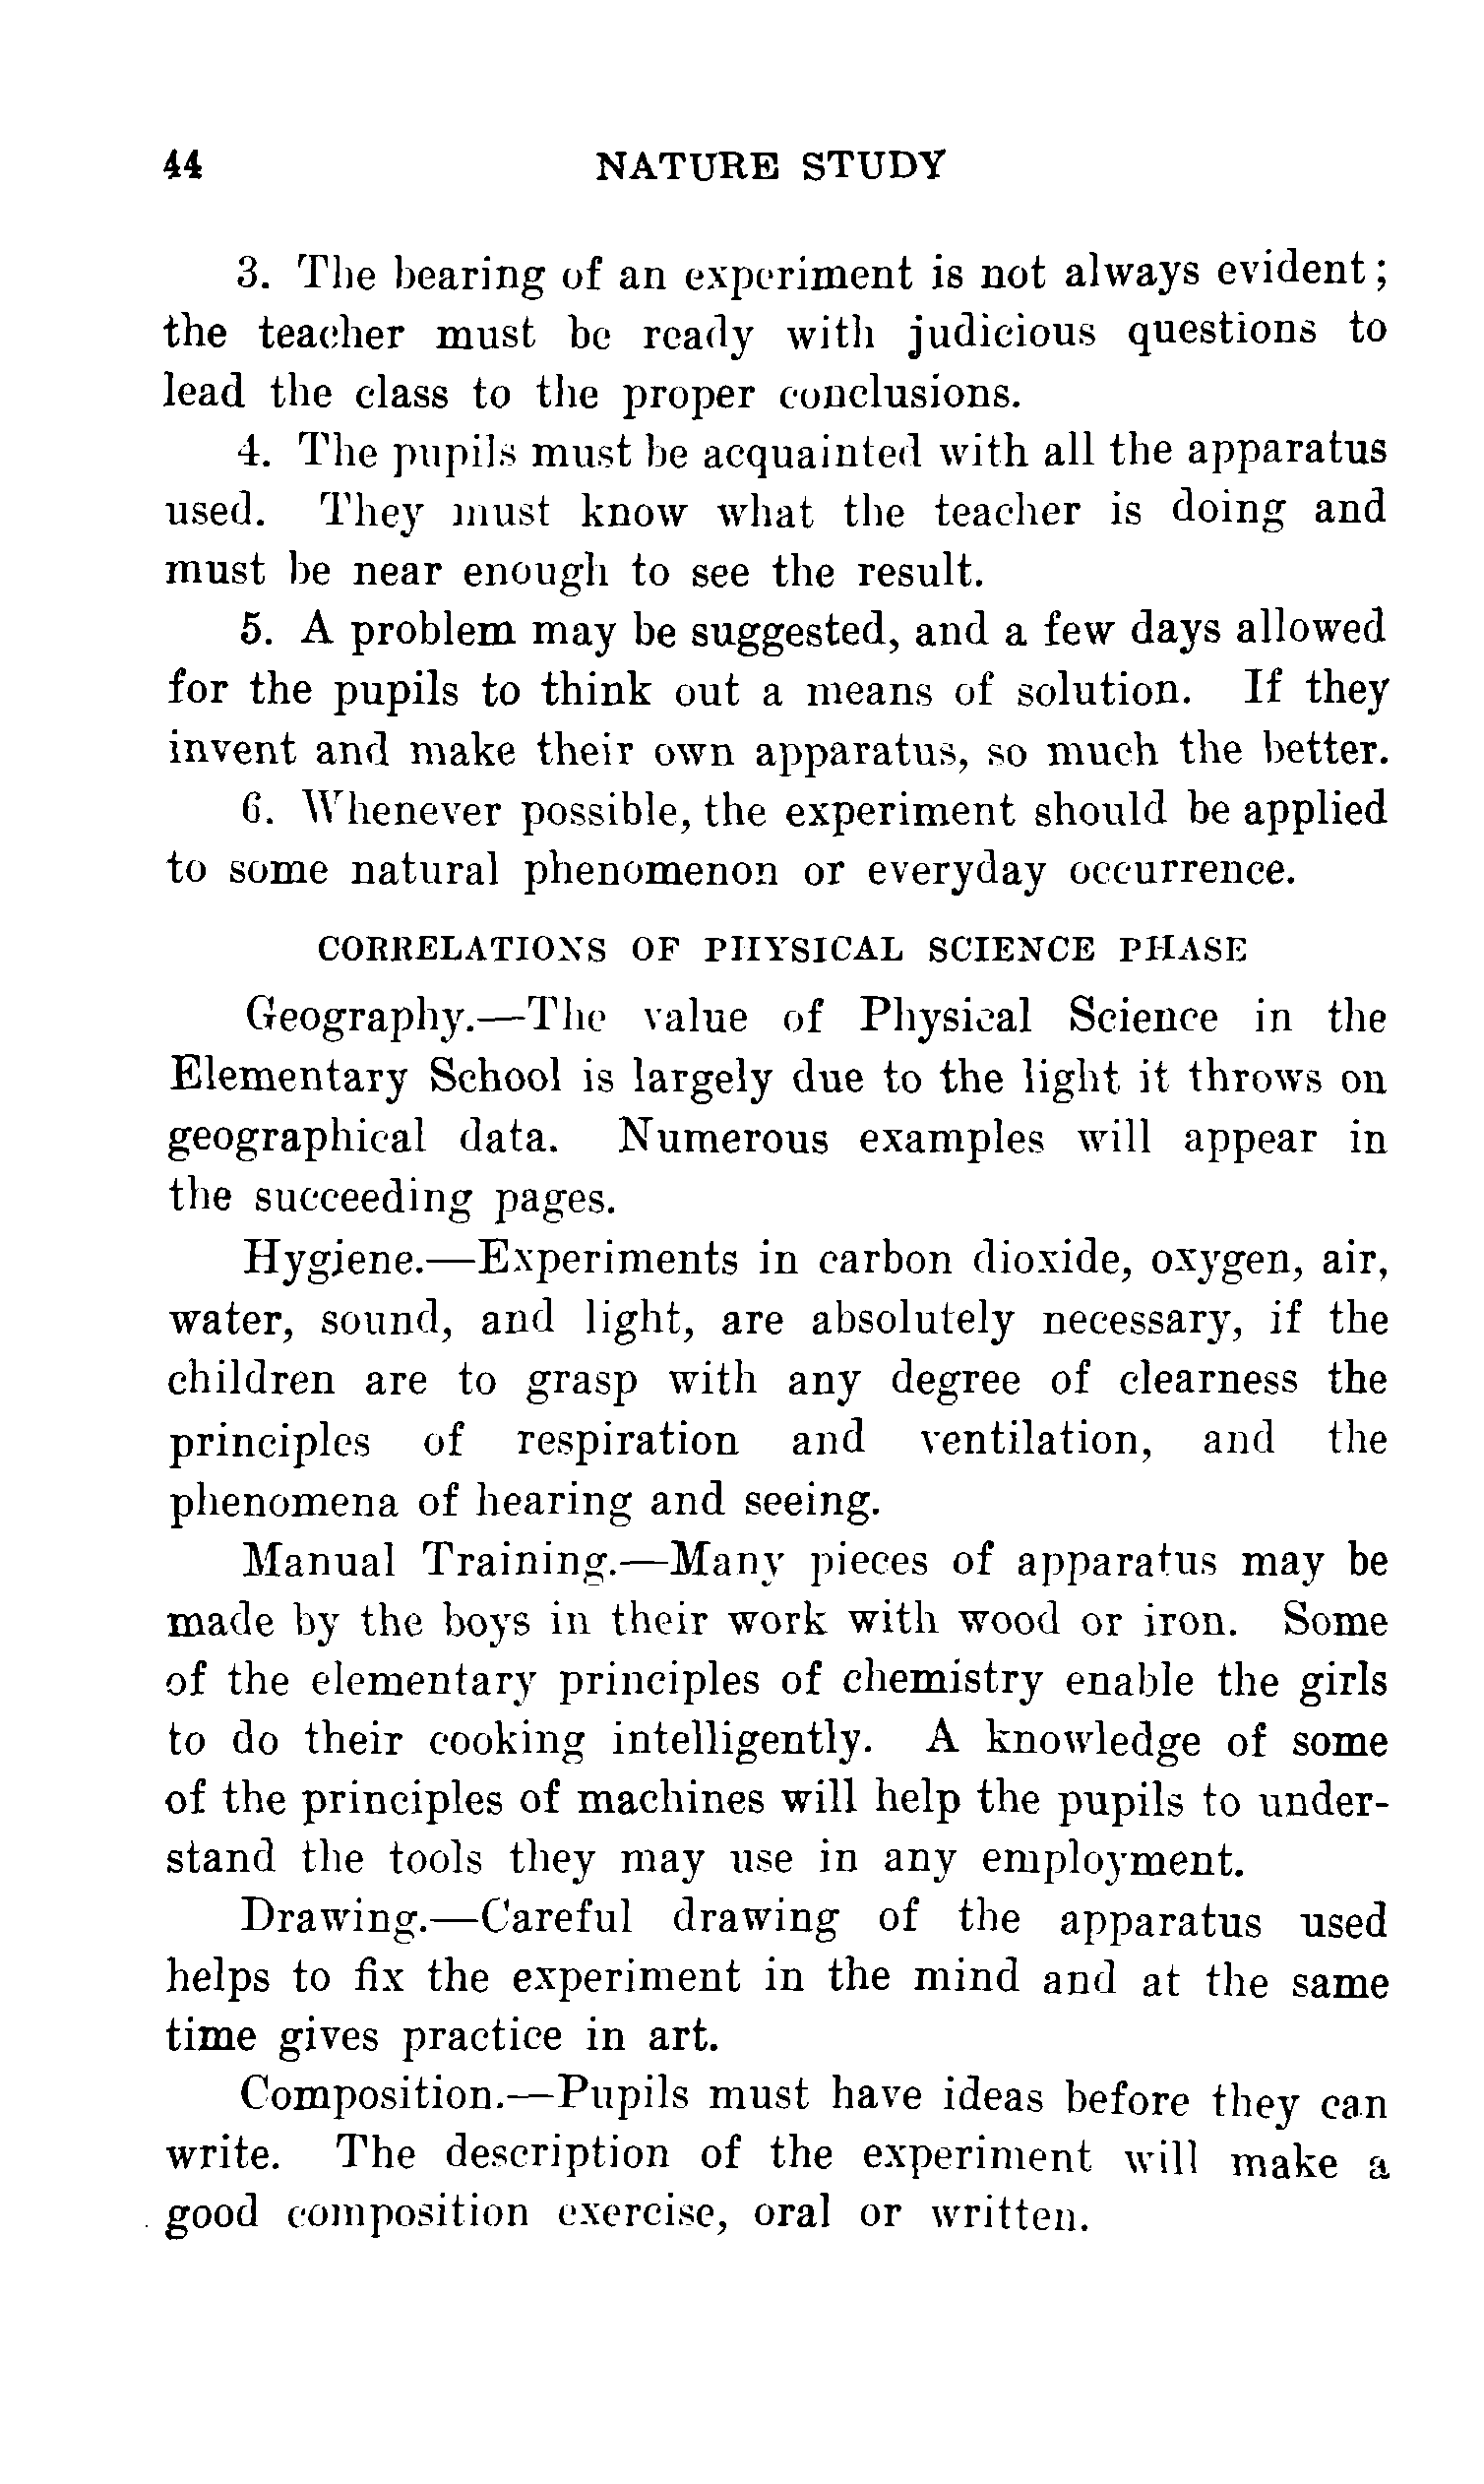 44 NATURE STUDY
3. The bearing of an experiment is not always evident;
the teacher must be ready with judicious questions to
lead the class to the proper conclusions.
4. The pupils must be acquainted with all the apparatus
used. They must know what the teacher is doing and
must be near enough to see the result.
5. A problem may be suggested, and a few days allowed
for the pupils to think out a means of solution. If they
invent and make their own apparatus, so much the better.
6. Whenever possible, the experiment should be applied
to some natural phenomenon or everyday occurrence.
CORRELATIONS OF PHYSICAL SCIENCE PHASE
Geography.—The value of Physical Science in the
Elementary School is largely due to the light it throws on
geographical data. Numerous examples will appear in
the succeeding pages.
Hygiene.—Experiments in carbon dioxide, oxygen, air,
water, sound, and light, are absolutely necessary, if the
children are to grasp with any degree of clearness the
principles of respiration and ventilation, and the
phenomena of hearing and seeing.
Manual Training.—Many pieces of apparatus may be
made by the boys in their work with wood or iron. Some
of the elementary principles of chemistry enable the girls
to do their cooking intelligently. A knowledge of some
of the principles of machines will help the pupils to under-
stand the tools they may use in any employment.
Drawing.—Careful drawing of the apparatus used
helps to fix the experiment in the mind and at the same
time gives practice in art.
Composition.—Pupils must have ideas before they can
write. The description of the experiment will make a
good composition exercise, oral or written.